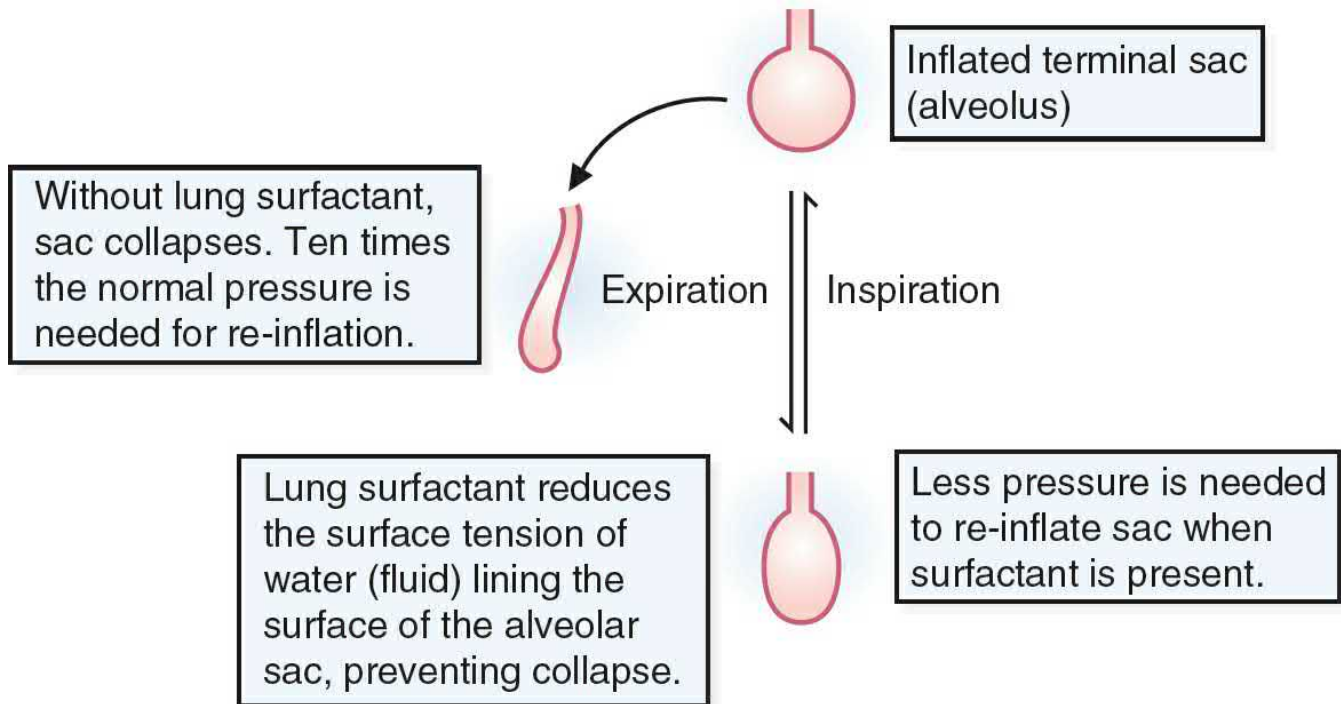 Inflated terminal sac
(alveolus)
Without lung surfactant,
sac collapses. Ten times
the normal pressure is
needed for re-inflation.
Expiration
Inspiration
Lung surfactant reduces
the surface tension of
water (fluid) lining the
surface of the alveolar
sac, preventing collapse.
Less pressure is needed
to re-inflate sac when
surfactant is present.